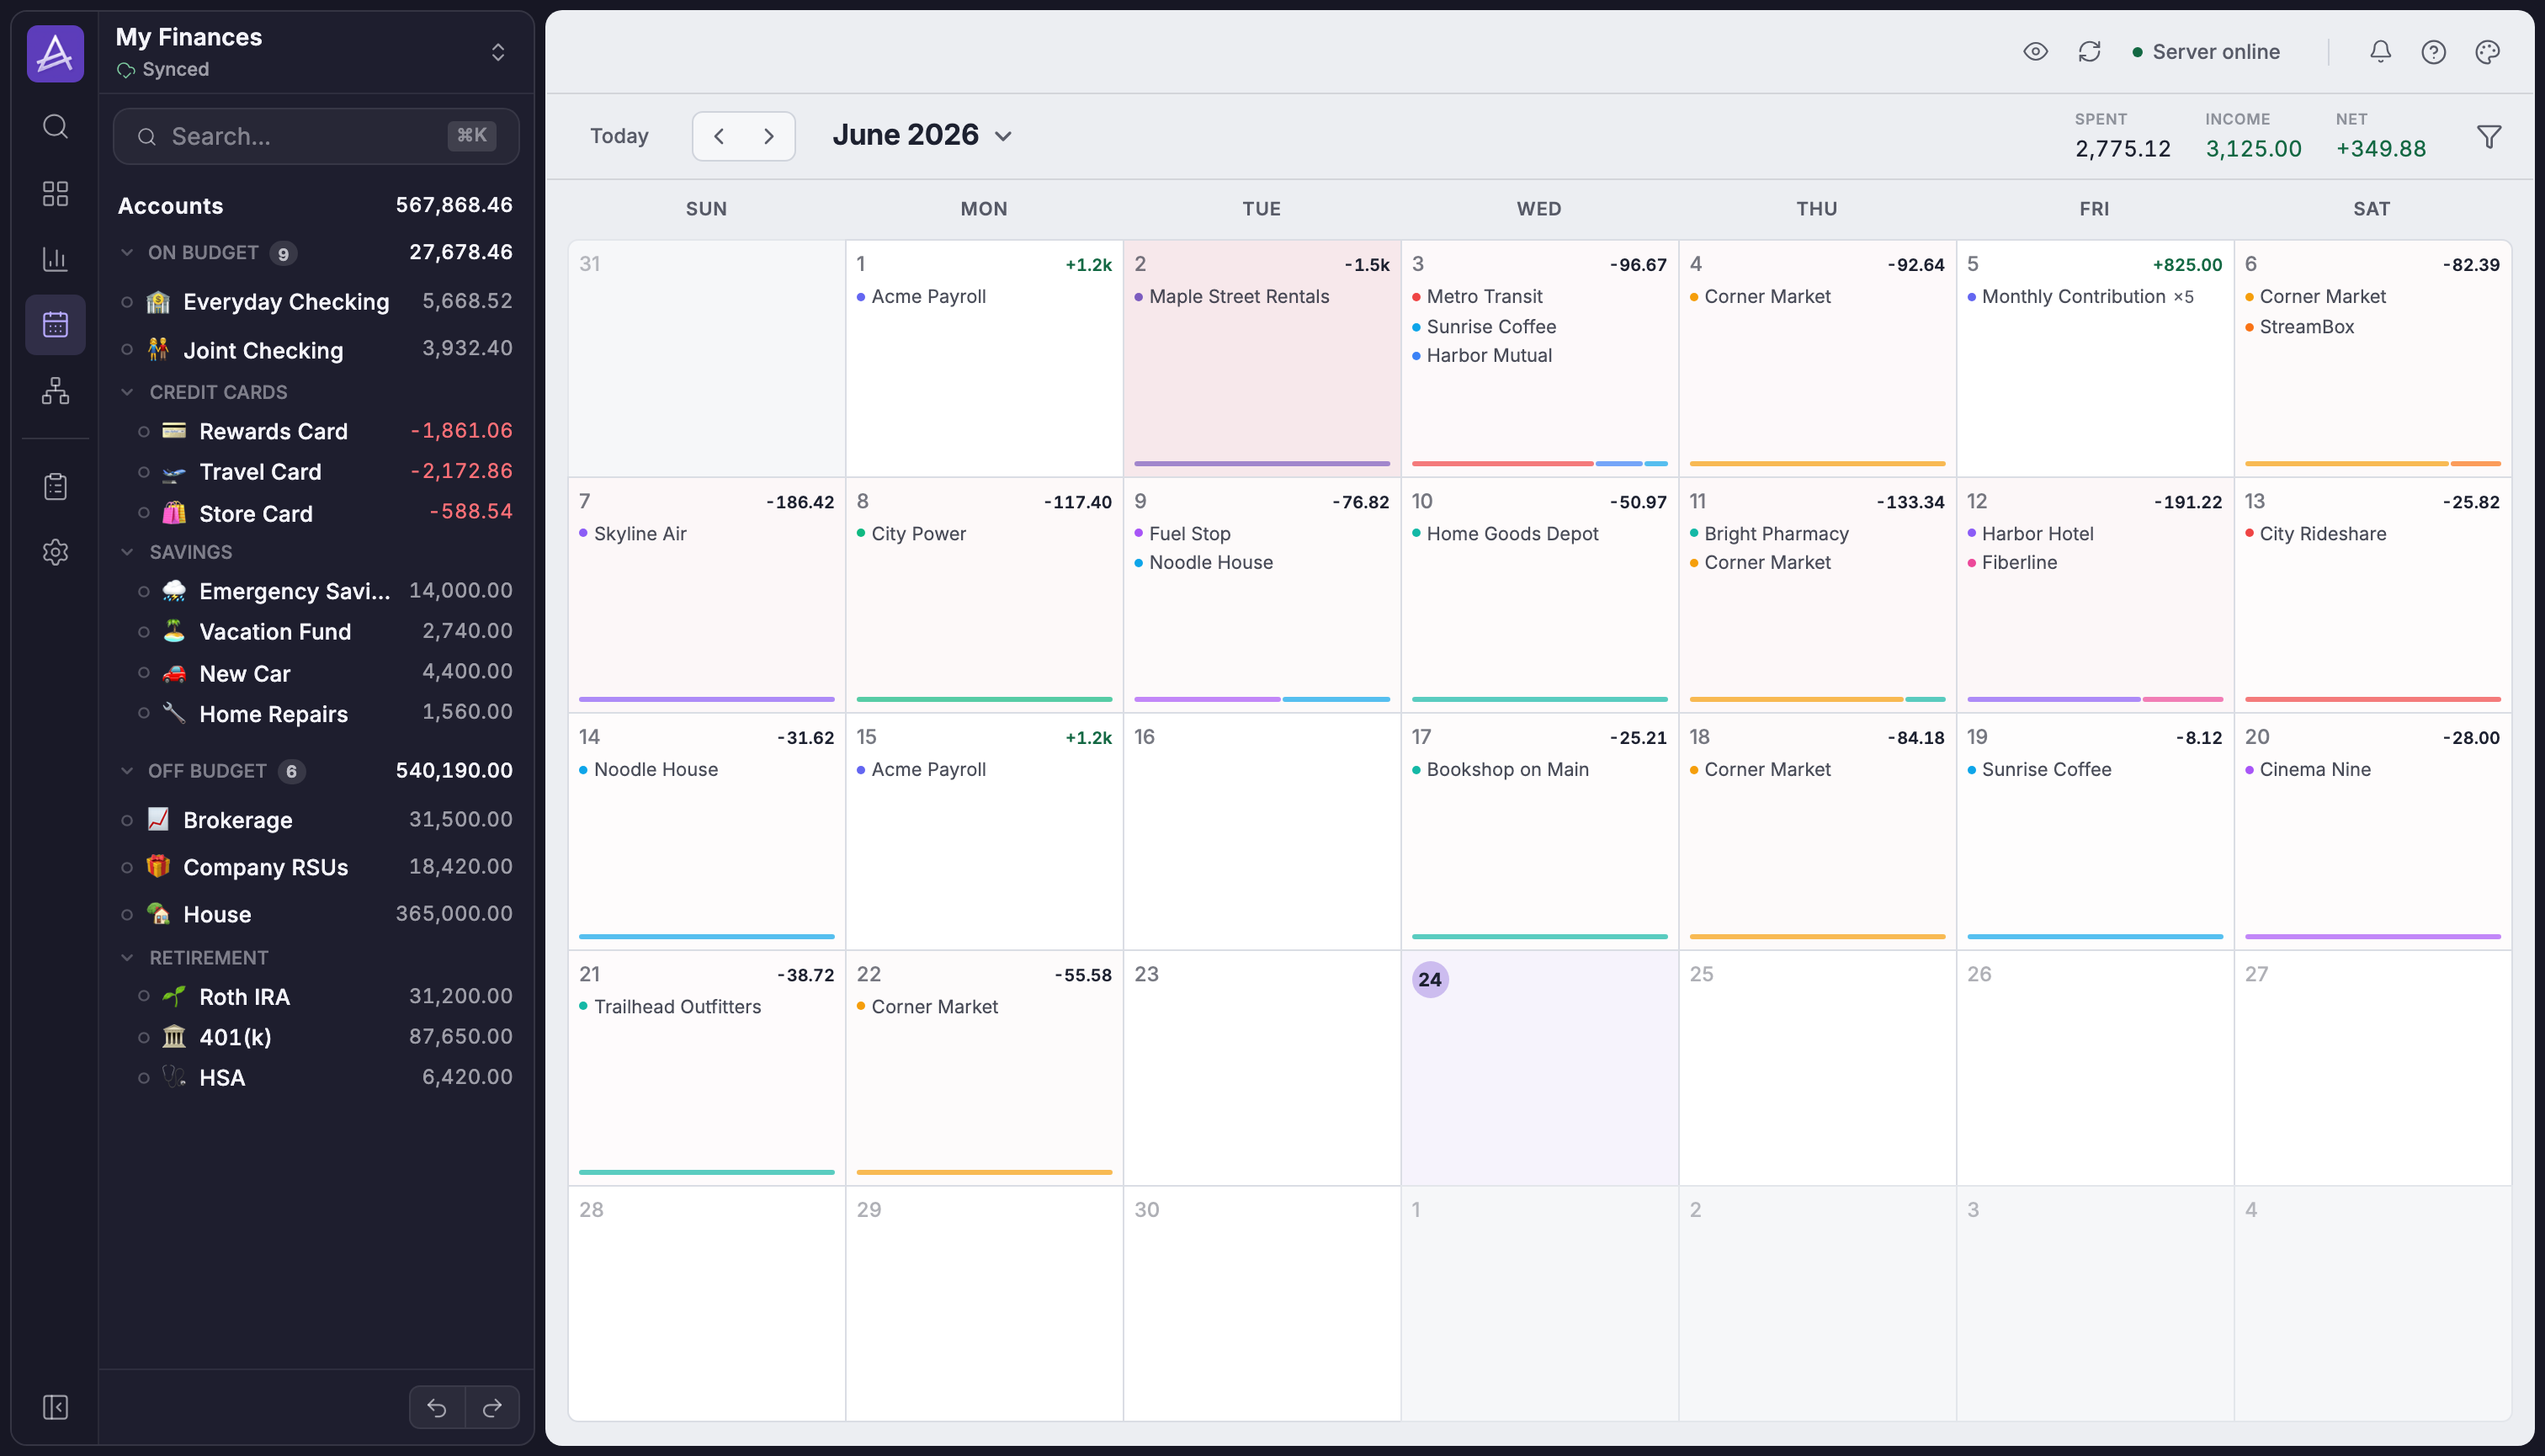 My Finances
Synced
Search...
⌘K
Accounts 567,868.46
ON BUDGET 9 27,678.46
Everyday Checking 5,668.52
Joint Checking 3,932.40
CREDIT CARDS
Rewards Card -1,861.06
Travel Card -2,172.86
Store Card -588.54
SAVINGS
Emergency Savi... 14,000.00
Vacation Fund 2,740.00
New Car 4,400.00
Home Repairs 1,560.00
OFF BUDGET 6 540,190.00
Brokerage 31,500.00
Company RSUs 18,420.00
House 365,000.00
RETIREMENT
Roth IRA 31,200.00
401(k) 87,650.00
HSA 6,420.00
Server online
Today
June 2026
SPENT INCOME NET
2,775.12 3,125.00 +349.88
SUN MON TUE WED THU FRI SAT
31
1 +1.2k
Acme Payroll
2 -1.5k
Maple Street Rentals
3 -96.67
Metro Transit
Sunrise Coffee
Harbor Mutual
4 -92.64
Corner Market
5 +825.00
Monthly Contribution ×5
6 -82.39
Corner Market
StreamBox
7 -186.42
Skyline Air
8 -117.40
City Power
9 -76.82
Fuel Stop
Noodle House
10 -50.97
Home Goods Depot
11 -133.34
Bright Pharmacy
Corner Market
12 -191.22
Harbor Hotel
Fiberline
13 -25.82
City Rideshare
14 -31.62
Noodle House
15 +1.2k
Acme Payroll
16
17 -25.21
Bookshop on Main
18 -84.18
Corner Market
19 -8.12
Sunrise Coffee
20 -28.00
Cinema Nine
21 -38.72
Trailhead Outfitters
22 -55.58
Corner Market
23
24
25
26
27
28
29
30
1
2
3
4